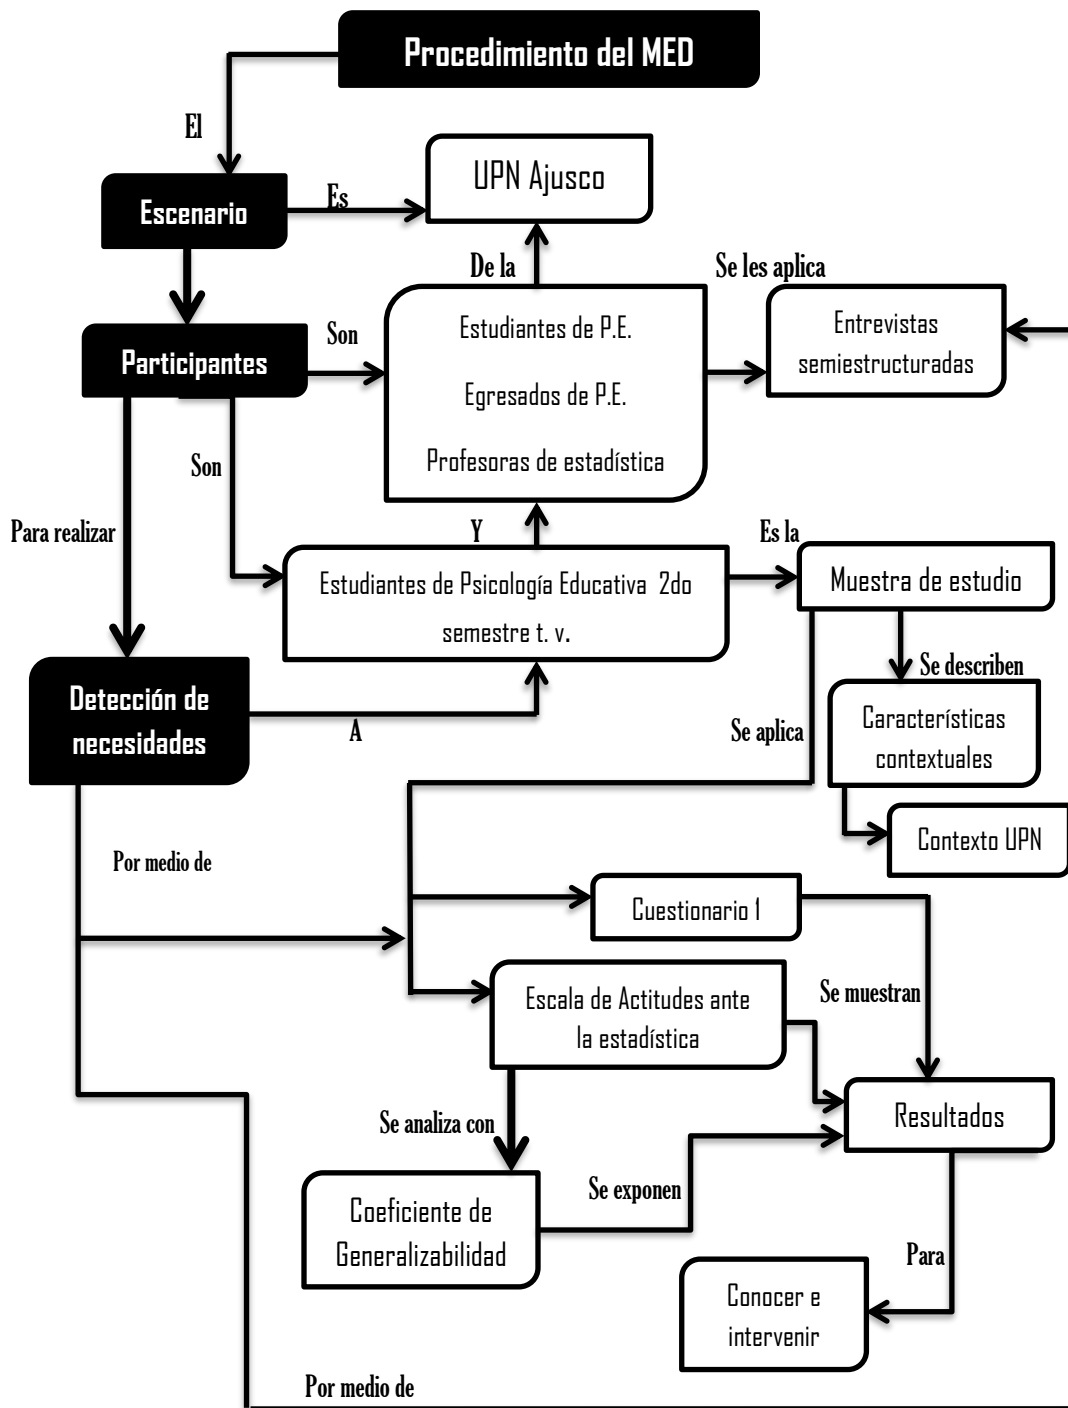 Procedimiento del MED
El
UPN Ajusco
Escenario
Es
De la
Se les aplica
Participantes
Son
Estudiantes de P.E.
Egresados de P.E.
Profesoras de estadística
Entrevistas
semiestructuradas
Son
Para realizar
Y
Es la
Estudiantes de Psicología Educativa 2do
semestre t. v.
Muestra de estudio
Se describen
Detección de
necesidades
A
Se aplica
Características
contextuales
Contexto UPN
Por medio de
Cuestionario 1
Escala de Actitudes ante
la estadística
Se muestran
Se analiza con
Resultados
Coeficiente de
Generalizabilidad
Se exponen
Para
Conocer e
intervenir
Por medio de